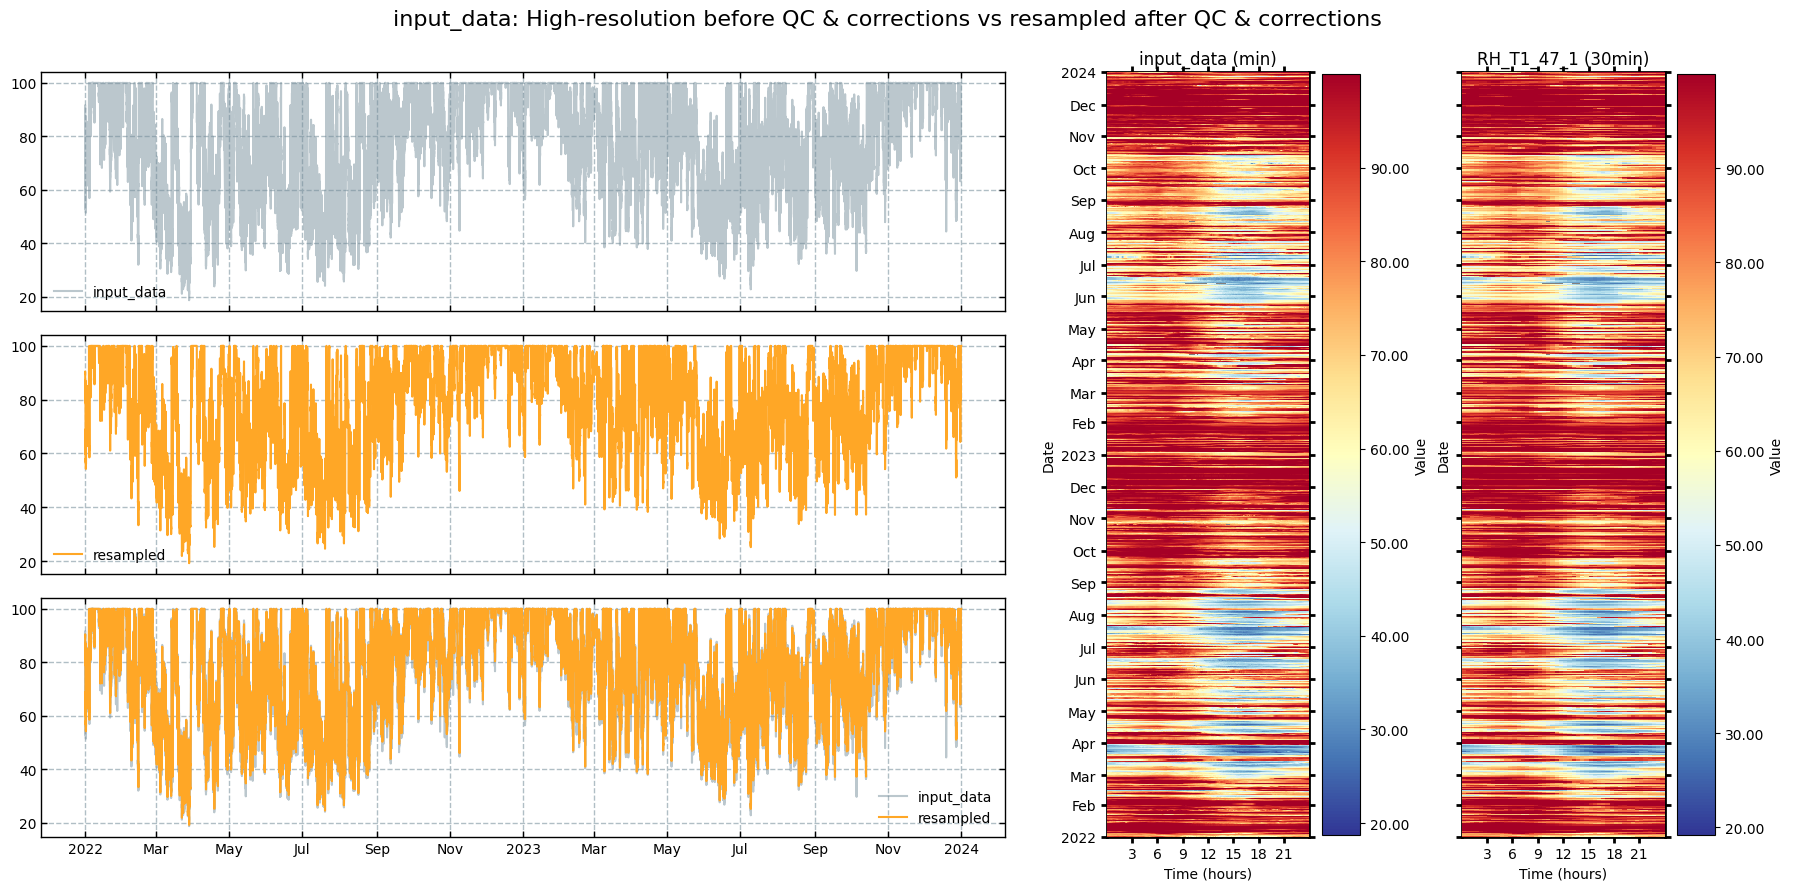 input_data: High-resolution before QC & corrections vs resampled after QC & corrections
100
80
60
40
20
input_data
100
80
60
40
20
resampled
100
80
60
40
20
input_data
resampled
2022 Mar May Jul Sep Nov 2023 Mar May Jul Sep Nov 2024
input_data (min)
Date
2024
Dec
Nov
Oct
Sep
Aug
Jul
Jun
May
Apr
Mar
Feb
2023
Dec
Nov
Oct
Sep
Aug
Jul
Jun
May
Apr
Mar
Feb
2022
3 6 9 12 15 18 21
Time (hours)
90.00
80.00
70.00
60.00
50.00
40.00
30.00
20.00
Value
RH_T1_47_1 (30min)
Date
3 6 9 12 15 18 21
Time (hours)
90.00
80.00
70.00
60.00
50.00
40.00
30.00
20.00
Value